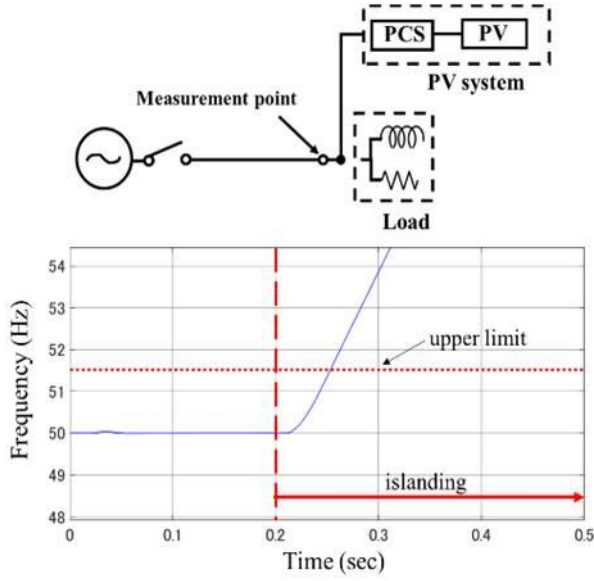 PCS
PV
PV system
Measurement point
Load
Frequency (Hz)
54
53
52
51
50
49
48
upper limit
islanding
0
0.1
0.2
0.3
0.4
0.5
Time (sec)